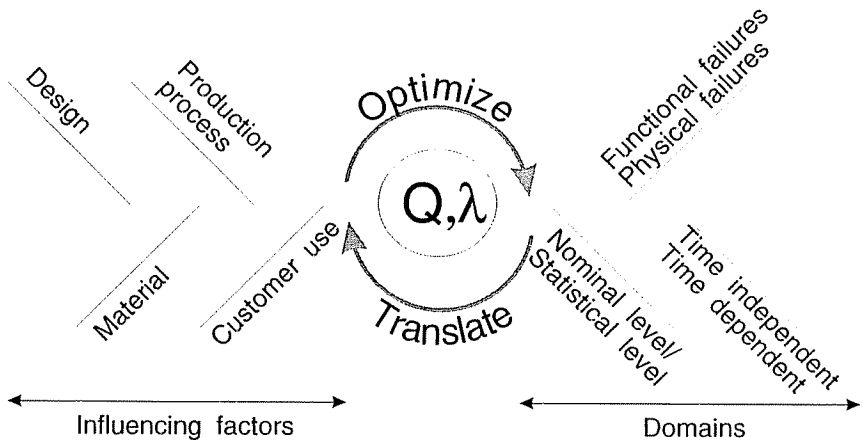 Design
Production
process
Optimize
Functional failures
Physical failures
Q,λ
Material
Customer use
Translate
Nominal level/
Statistical level
Time independent
Time dependent
Influencing factors
Domains